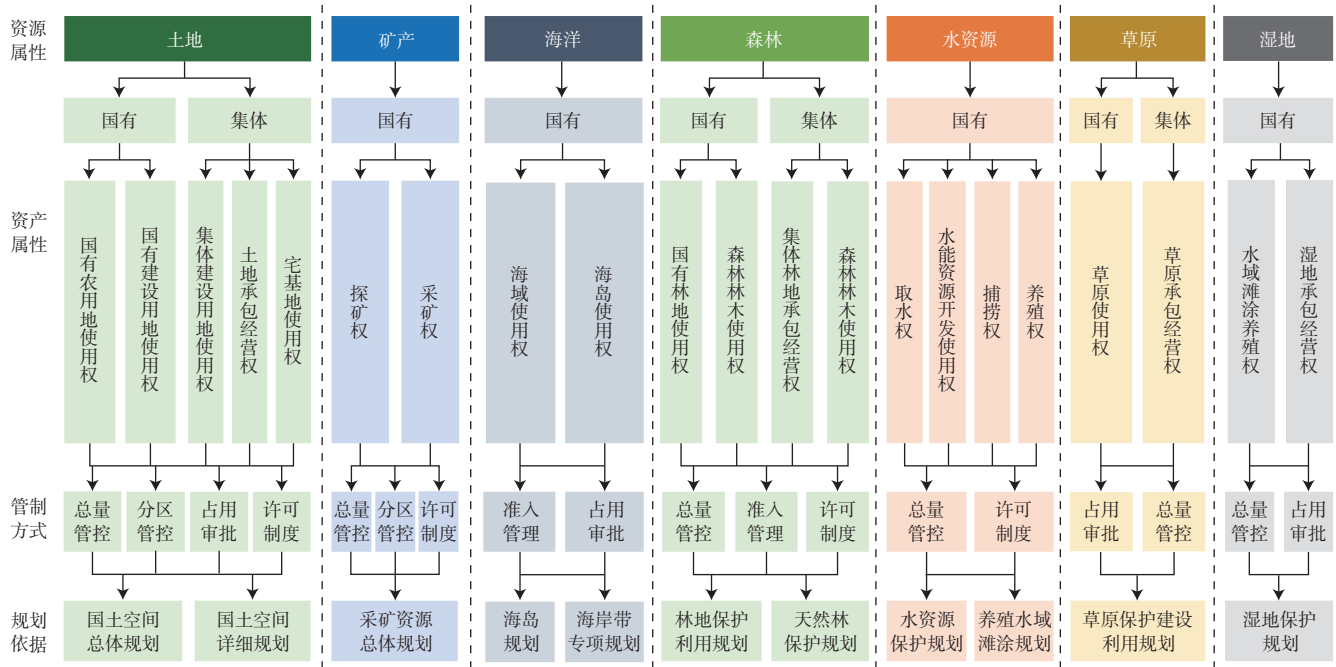 资源
属性
土地
矿产
海洋
森林
水资源
草原
湿地
国有
集体
国有
国有
国有
集体
国有
国有
集体
国有
资产
属性
国有农用地使用权
国有建设用地使用权
集体建设用地使用权
土地承包经营权
宅基地使用权
探矿权
采矿权
海域使用权
海岛使用权
国有林地使用权
森林林木使用权
集体林地承包经营权
森林林木使用权
取水权
水能资源开发使用权
捕捞权
养殖权
草原使用权
草原承包经营权
水域滩涂养殖权
湿地承包经营权
管制
方式
总量
管控
分区
管控
占用
审批
许可
制度
总量
管控
分区
管控
许可
制度
准入
管理
占用
审批
总量
管控
准入
管理
许可
制度
总量
管控
许可
制度
占用
审批
总量
管控
总量
管控
占用
审批
规划
依据
国土空间
总体规划
国土空间
详细规划
采矿资源
总体规划
海岛
规划
海岸带
专项规划
林地保护
利用规划
天然林
保护规划
水资源
保护规划
养殖水域
滩涂规划
草原保护建设
利用规划
湿地保护
规划